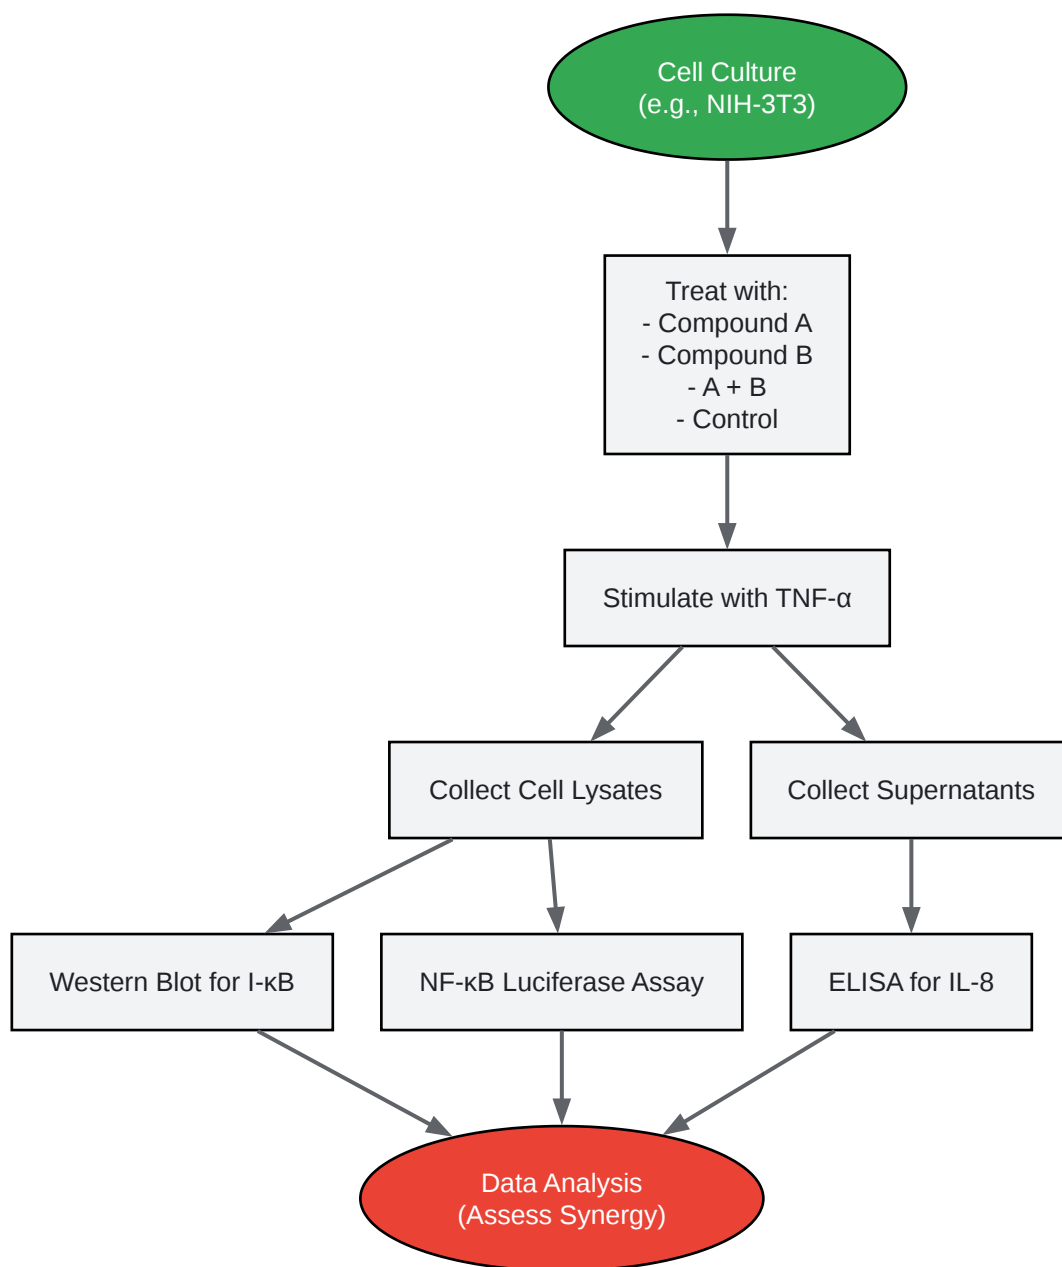 Cell Culture
(e.g., NIH-3T3)
Treat with:
- Compound A
- Compound B
- A + B
- Control
Stimulate with TNF-α
Collect Cell Lysates
Collect Supernatants
Western Blot for I-κB
NF-κB Luciferase Assay
ELISA for IL-8
Data Analysis
(Assess Synergy)